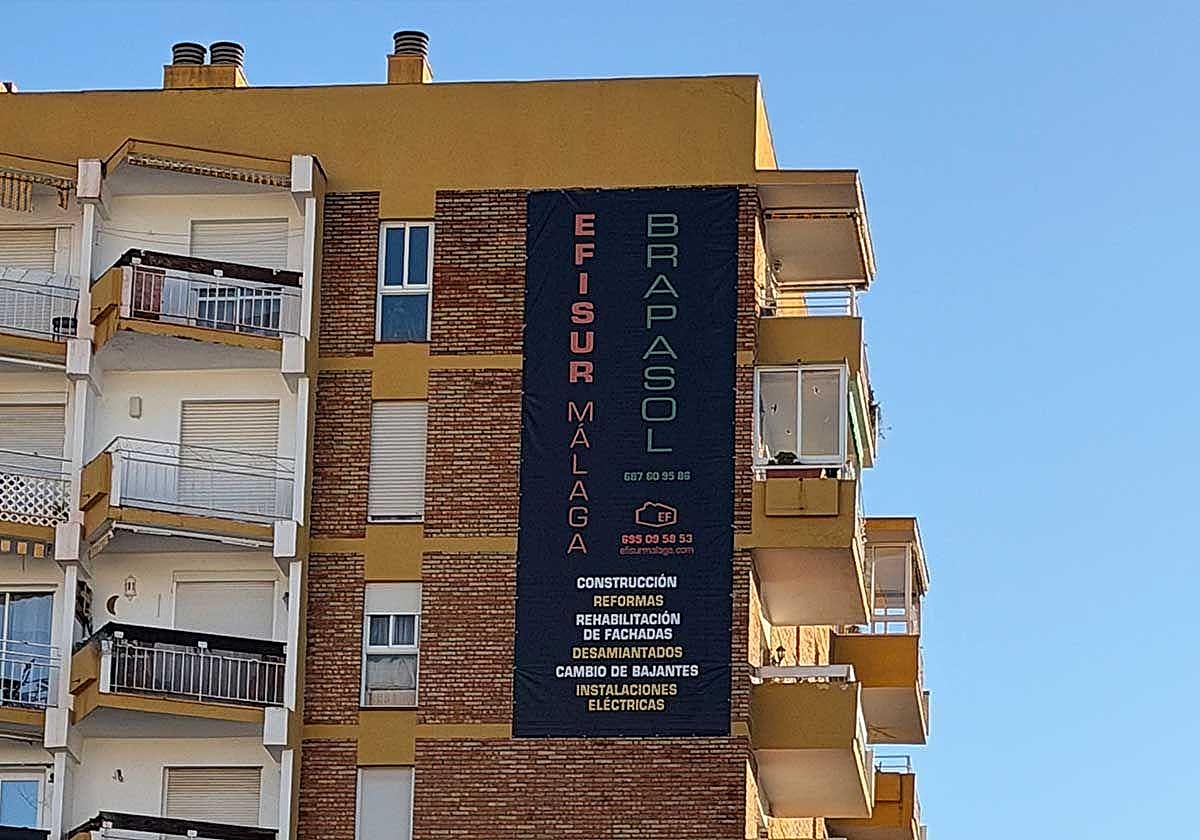 EFISUR MÁLAGA
BRAPASOL
687 60 95 86
EF
695 09 58 53
efisurmalaga.com
CONSTRUCCIÓN
REFORMAS
REHABILITACIÓN
DE FACHADAS
DESAMIANTADOS
CAMBIO DE BAJANTES
INSTALACIONES
ELÉCTRICAS